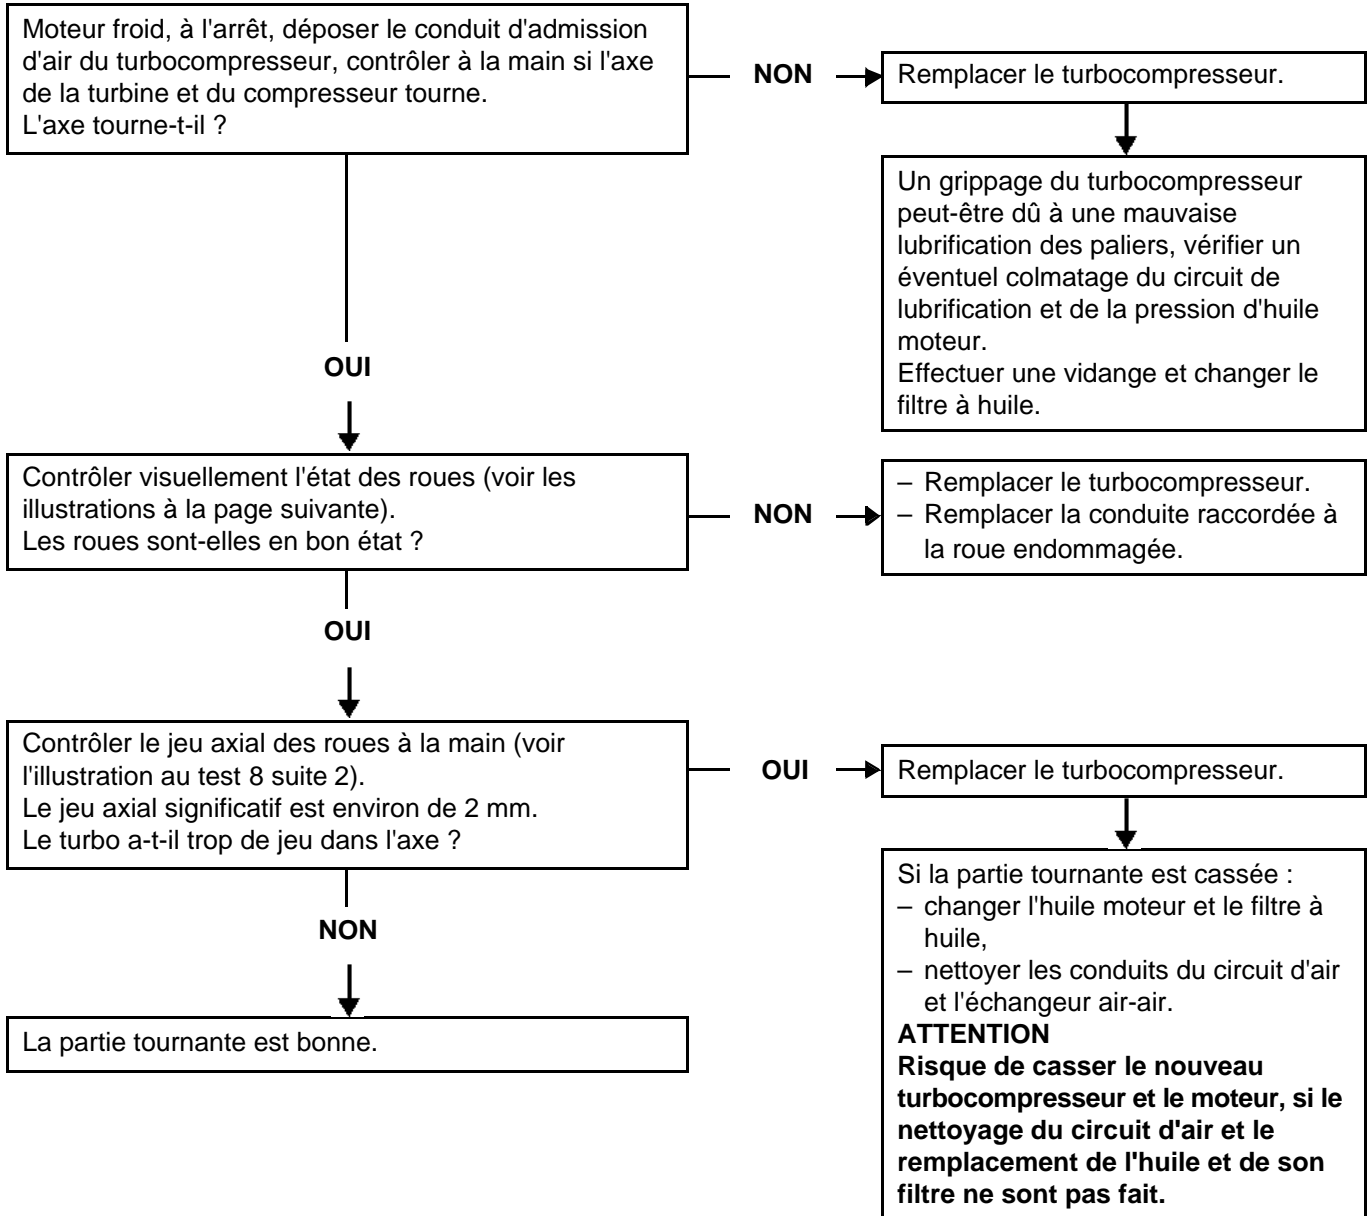 Moteur froid, à l'arrêt, déposer le conduit d'admission
d'air du turbocompresseur, contrôler à la main si l'axe
de la turbine et du compresseur tourne.
L'axe tourne-t-il ?
NON
Remplacer le turbocompresseur.
Un grippage du turbocompresseur
peut-être dû à une mauvaise
lubrification des paliers, vérifier un
éventuel colmatage du circuit de
lubrification et de la pression d'huile
moteur.
Effectuer une vidange et changer le
filtre à huile.
OUI
Contrôler visuellement l'état des roues (voir les
illustrations à la page suivante).
Les roues sont-elles en bon état ?
NON
– Remplacer le turbocompresseur.
– Remplacer la conduite raccordée à
la roue endommagée.
OUI
Contrôler le jeu axial des roues à la main (voir
l'illustration au test 8 suite 2).
Le jeu axial significatif est environ de 2 mm.
Le turbo a-t-il trop de jeu dans l'axe ?
OUI
Remplacer le turbocompresseur.
Si la partie tournante est cassée :
– changer l'huile moteur et le filtre à
huile,
– nettoyer les conduits du circuit d'air
et l'échangeur air-air.
ATTENTION
Risque de casser le nouveau
turbocompresseur et le moteur, si le
nettoyage du circuit d'air et le
remplacement de l'huile et de son
filtre ne sont pas fait.
NON
La partie tournante est bonne.